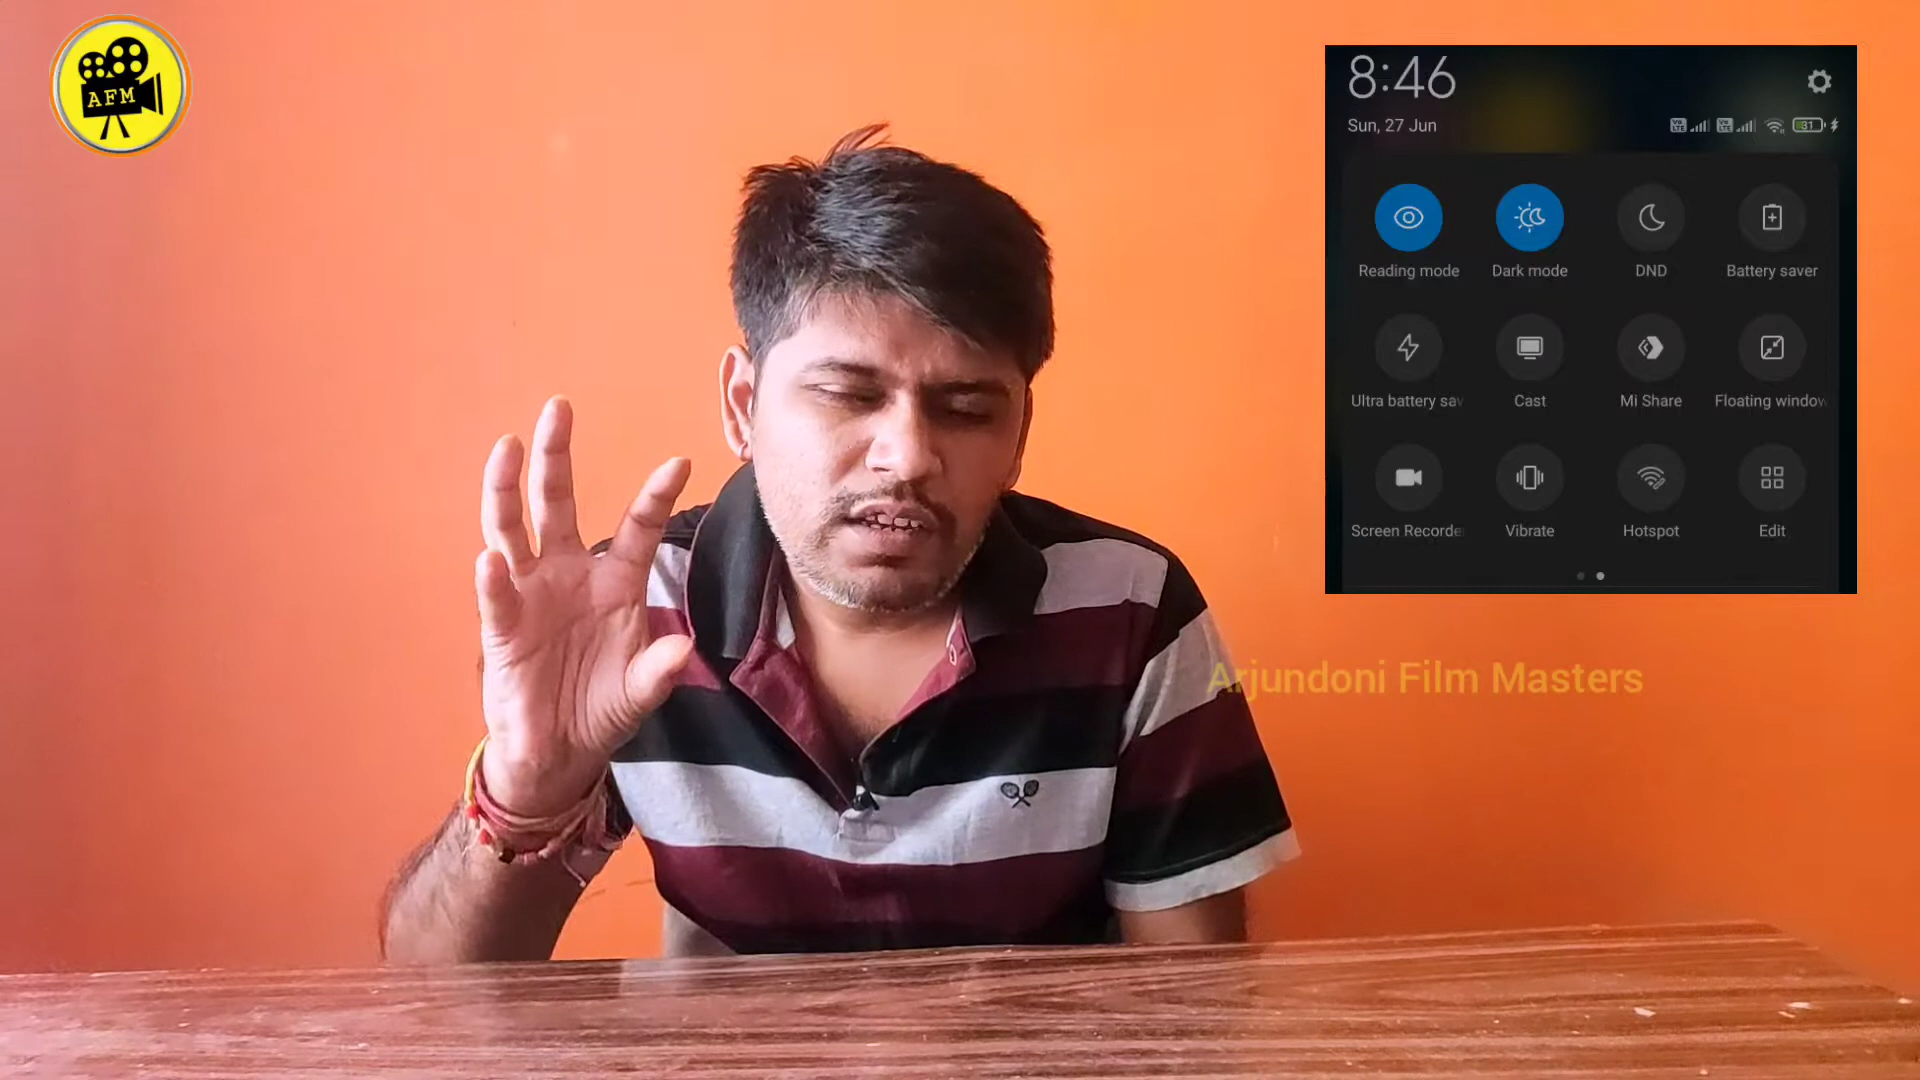 AFM
8:46
Sun, 27 Jun
31
Reading mode
Dark mode
DND
Battery saver
Ultra battery sav
Cast
Mi Share
Floating window
Screen Recorde
Vibrate
Hotspot
Edit
Arjundoni Film Masters